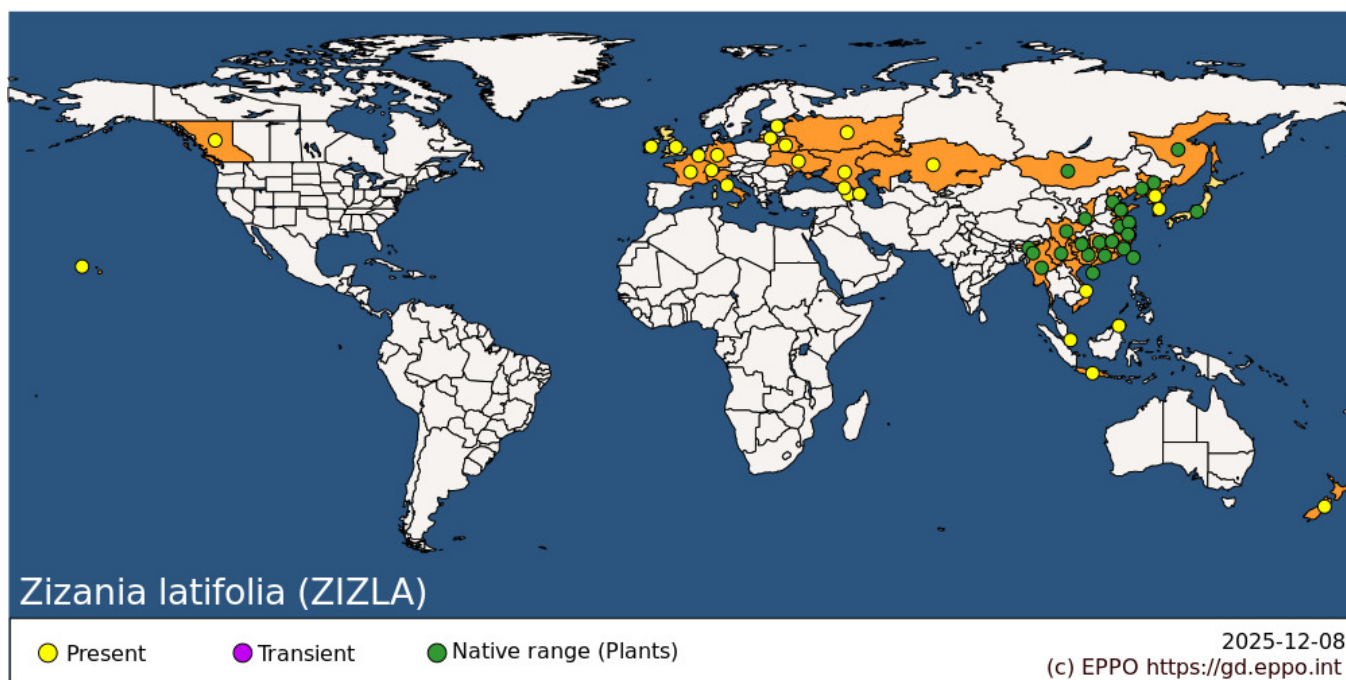 Zizania latifolia (ZIZLA)
Present
Transient
Native range (Plants)
2025-12-08
(c) EPPO https://gd.eppo.int